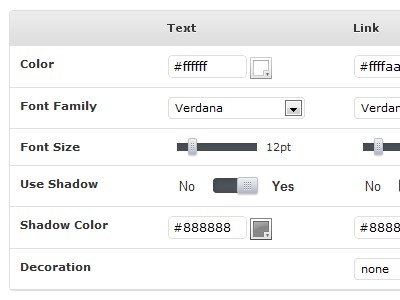 Text Link
Color #ffffff #ffffaa
Font Family Verdana Verdan
Font Size 12pt
Use Shadow No Yes No
Shadow Color #888888 #8888
Decoration none